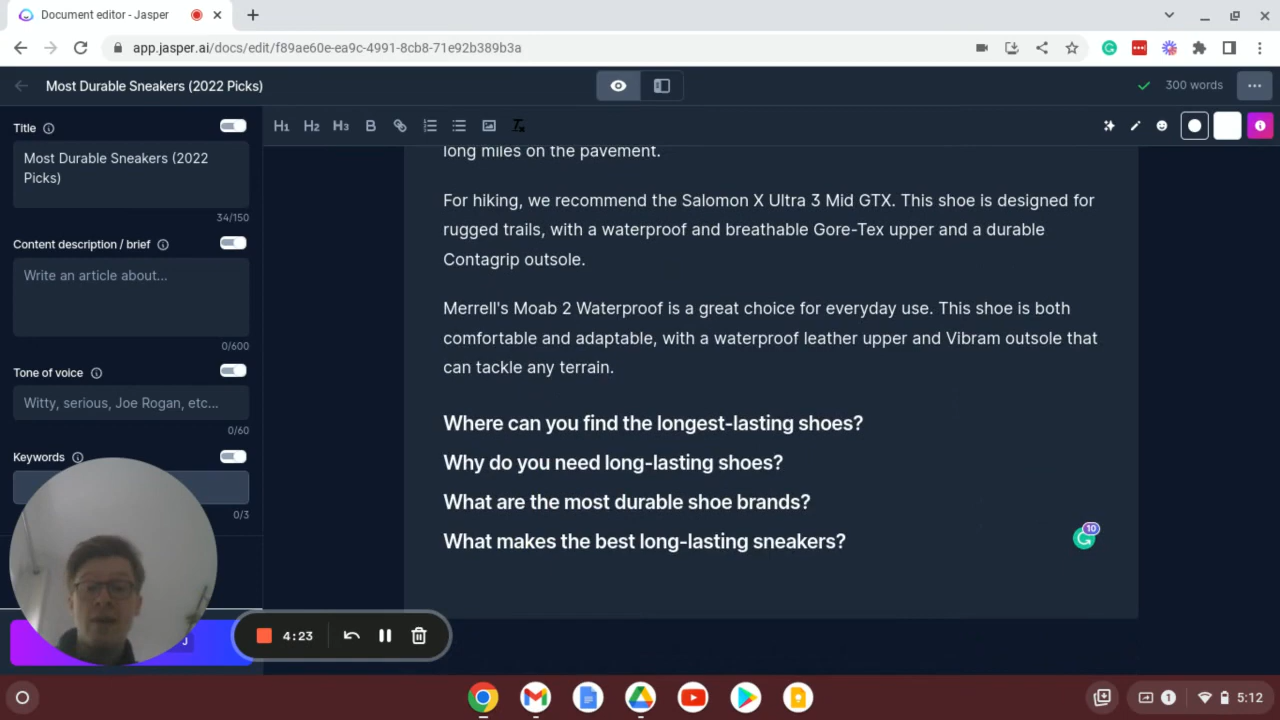 Document editor - Jasper
app.jasper.ai/docs/edit/f89ae60e-ea9c-4991-8cb8-71e92b389b3a
Most Durable Sneakers (2022 Picks)
300 words
Title
H1 H2 H3 B
Most Durable Sneakers (2022
Picks)
34/150
Content description / brief
Write an article about...
0/600
Tone of voice
Witty, serious, Joe Rogan, etc...
0/60
Keywords
0/3
long miles on the pavement.
For hiking, we recommend the Salomon X Ultra 3 Mid GTX. This shoe is designed for
rugged trails, with a waterproof and breathable Gore-Tex upper and a durable
Contagrip outsole.
Merrell's Moab 2 Waterproof is a great choice for everyday use. This shoe is both
comfortable and adaptable, with a waterproof leather upper and Vibram outsole that
can tackle any terrain.
Where can you find the longest-lasting shoes?
Why do you need long-lasting shoes?
What are the most durable shoe brands?
What makes the best long-lasting sneakers?
10
J
4:23
1
5:12